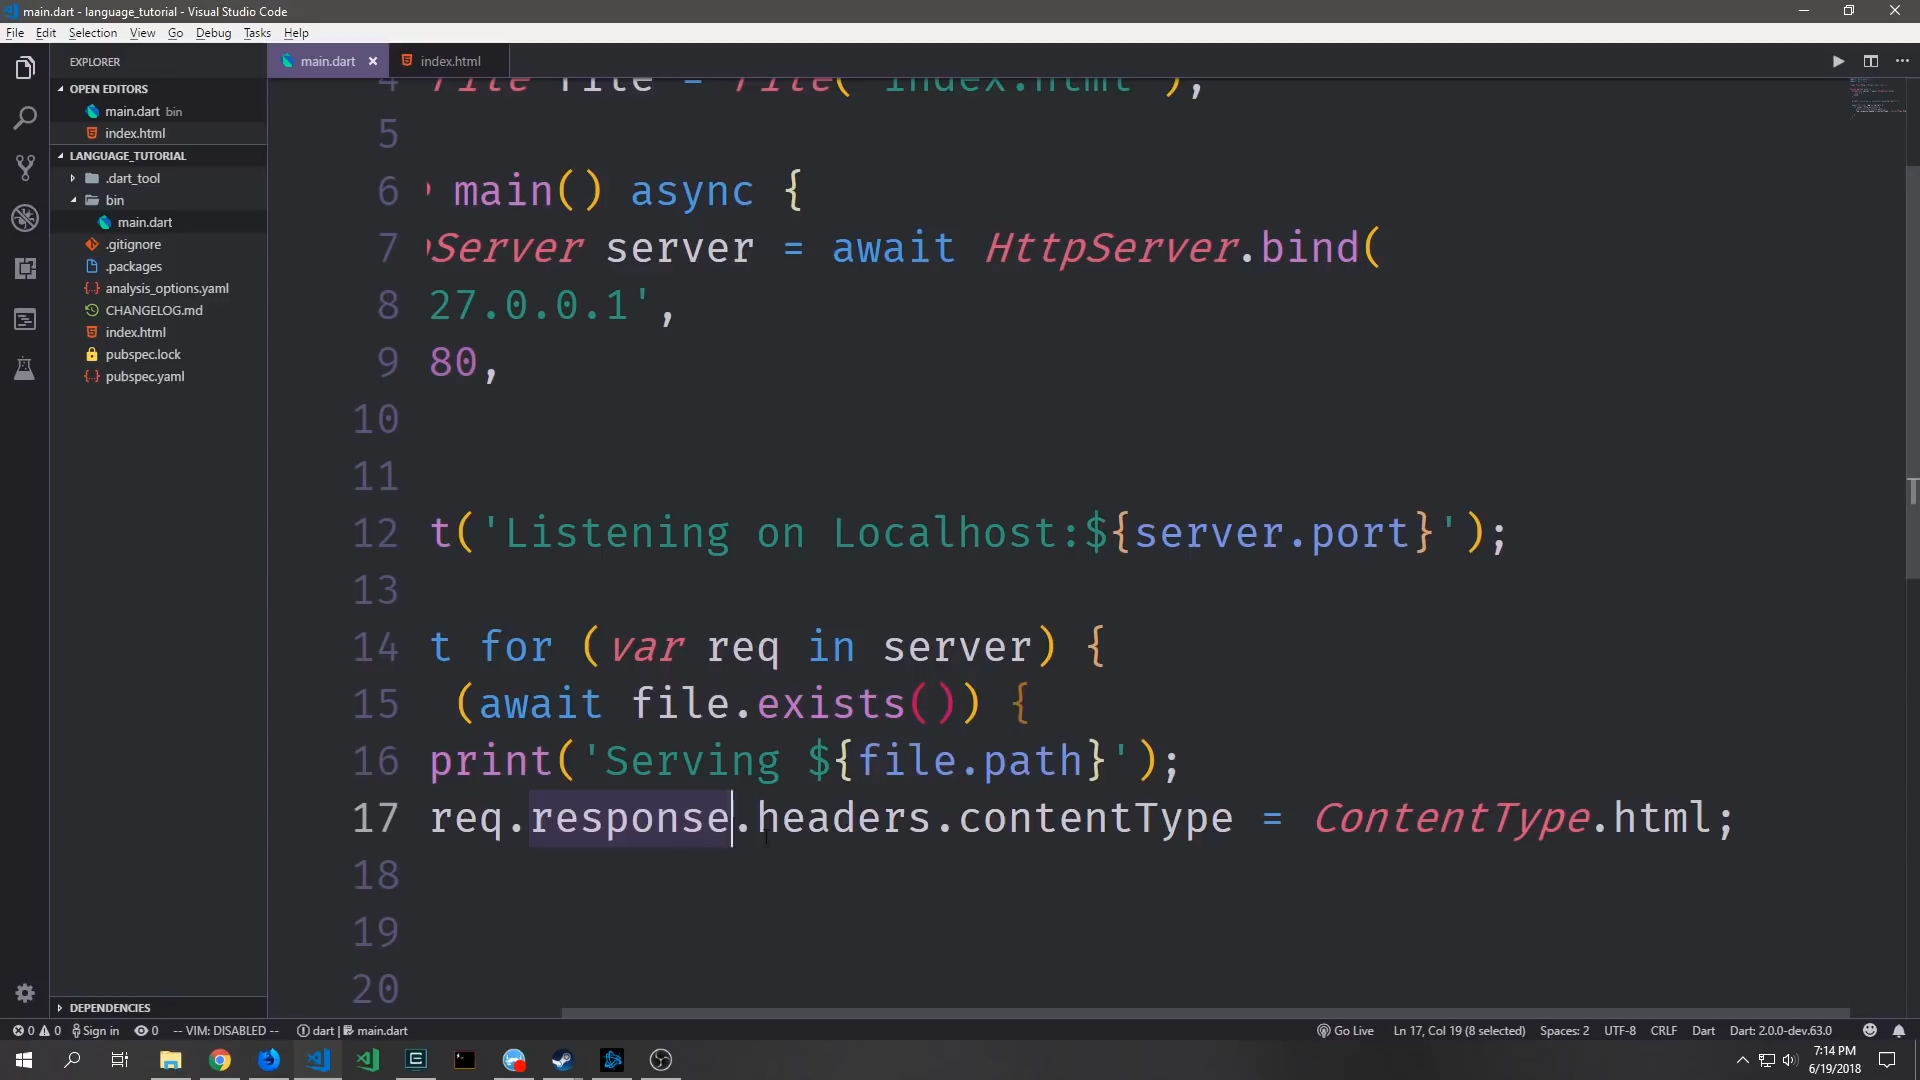 main.dart - language_tutorial - Visual Studio Code
File Edit Selection View Go Debug Tasks Help
EXPLORER
main.dart
index.html
OPEN EDITORS
main.dart bin
index.html
LANGUAGE_TUTORIAL
.dart_tool
bin
main.dart
.gitignore
.packages
analysis_options.yaml
CHANGELOG.md
index.html
pubspec.lock
pubspec.yaml
DEPENDENCIES
4 File file = File('index.html');
5
6 main() async {
7 Server server = await HttpServer.bind(
8 27.0.0.1',
9 80,
10
11
12 t('Listening on Localhost:${server.port}');
13
14 t for (var req in server) {
15 (await file.exists()) {
16 print('Serving ${file.path}');
17 req.response.headers.contentType = ContentType.html;
18
19
20
0 0 Sign in 0 -- VIM: DISABLED -- dart | main.dart Go Live Ln 17, Col 19 (8 selected) Spaces: 2 UTF-8 CRLF Dart Dart: 2.0.0-dev.63.0
7:14 PM
6/19/2018